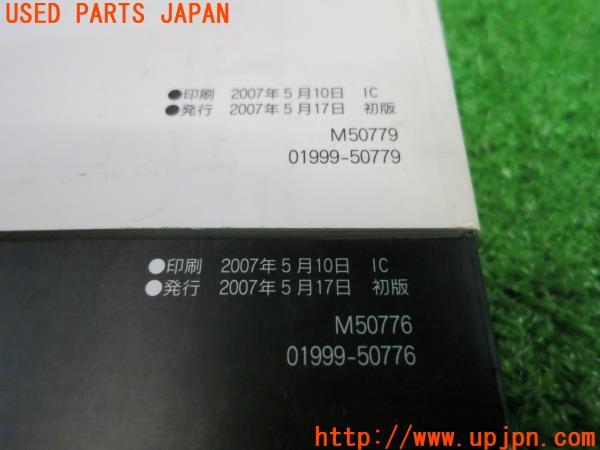 USED PARTS JAPAN
●印刷 2007年5月10日 IC
●発行 2007年5月17日 初版
M50779
01999-50779
●印刷 2007年5月10日 IC
●発行 2007年5月17日 初版
M50776
01999-50776
http://www.upjpn.com/